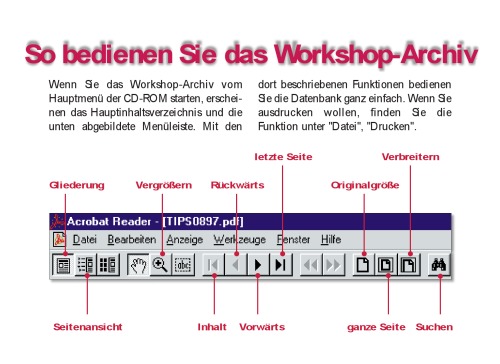 So bedienen Sie das Workshop-Archiv
Wenn Sie das Workshop-Archiv vom
Hauptmenü der CD-ROM starten, erschei-
nen das Hauptinhaltsverzeichnis und die
unten abgebildete Menüleiste. Mit den
dort beschriebenen Funktionen bedienen
Sie die Datenbank ganz einfach. Wenn Sie
ausdrucken wollen, finden Sie die
Funktion unter "Datei", "Drucken".
letzte Seite
Verbreitern
Gliederung
Vergrößern
Rückwärts
Originalgröße
Acrobat Reader - [TIPS0897.pdf]
Datei Bearbeiten Anzeige Werkzeuge Fenster Hilfe
abc
Seitenansicht
Inhalt
Vorwärts
ganze Seite
Suchen